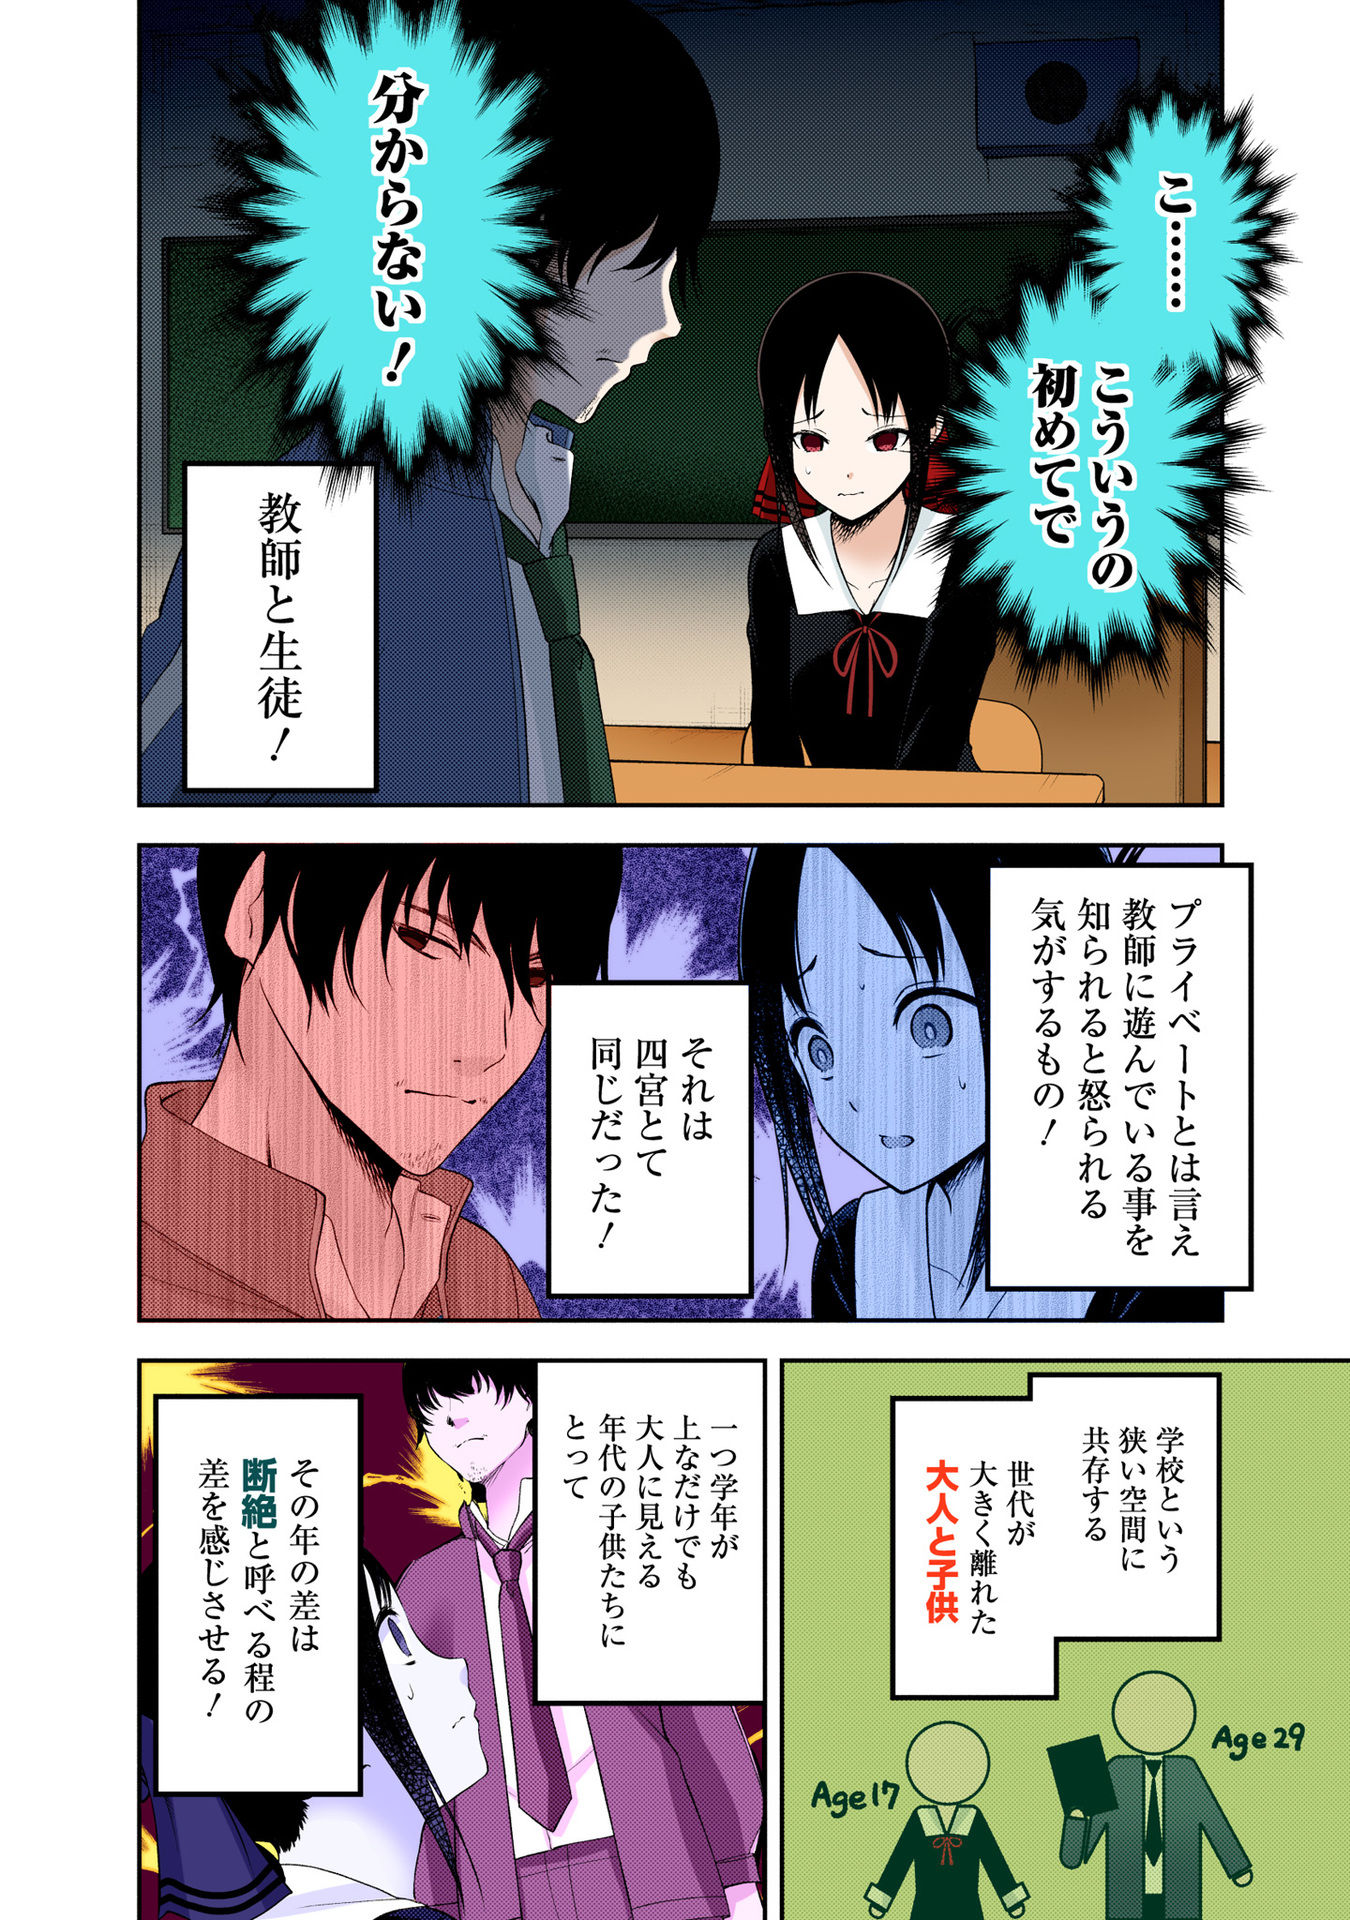 こ……
こういうの
初めてで
分からない！
教師と生徒！
プライベートとは言え
教師に遊んでいる事を
知られると怒られる
気がするもの！
それは
四宮とて
同じだった！
学校という
狭い空間に
共存する
世代が
大きく離れた
大人と子供
Age 29
Age 17
一つ学年が
上なだけでも
大人に見える
年代の子供たちに
とって
その年の差は
断絶と呼べる程の
差を感じさせる！